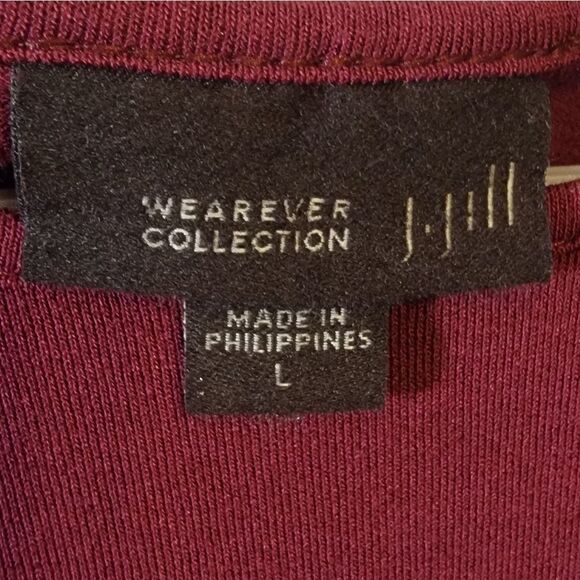 WEAREVER
COLLECTION
J.Jill
MADE IN
PHILIPPINES
L